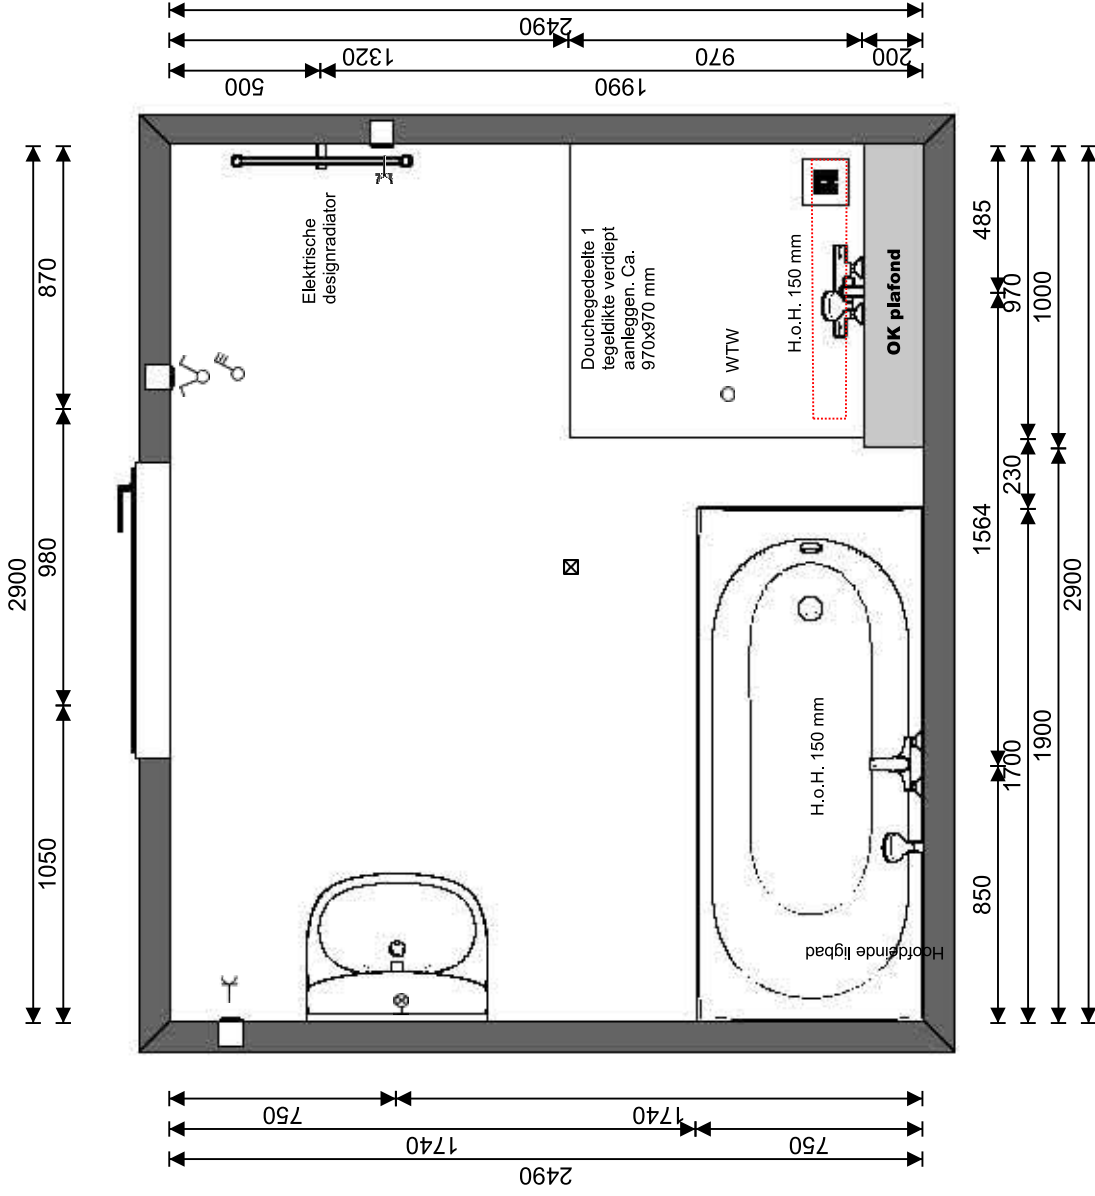 2490
1320
970
200
500
1990
Elektrische
designradiator
Douchegedeelte 1
tegeldikte verdiept
aanleggen. Ca.
970x970 mm
WTW
H.o.H. 150 mm
OK plafond
870
980
2900
1050
485
970
1000
230
1564
2900
1700
1900
850
H.o.H. 150 mm
Hoofdeinde ligbad
750
1740
1740
750
2490